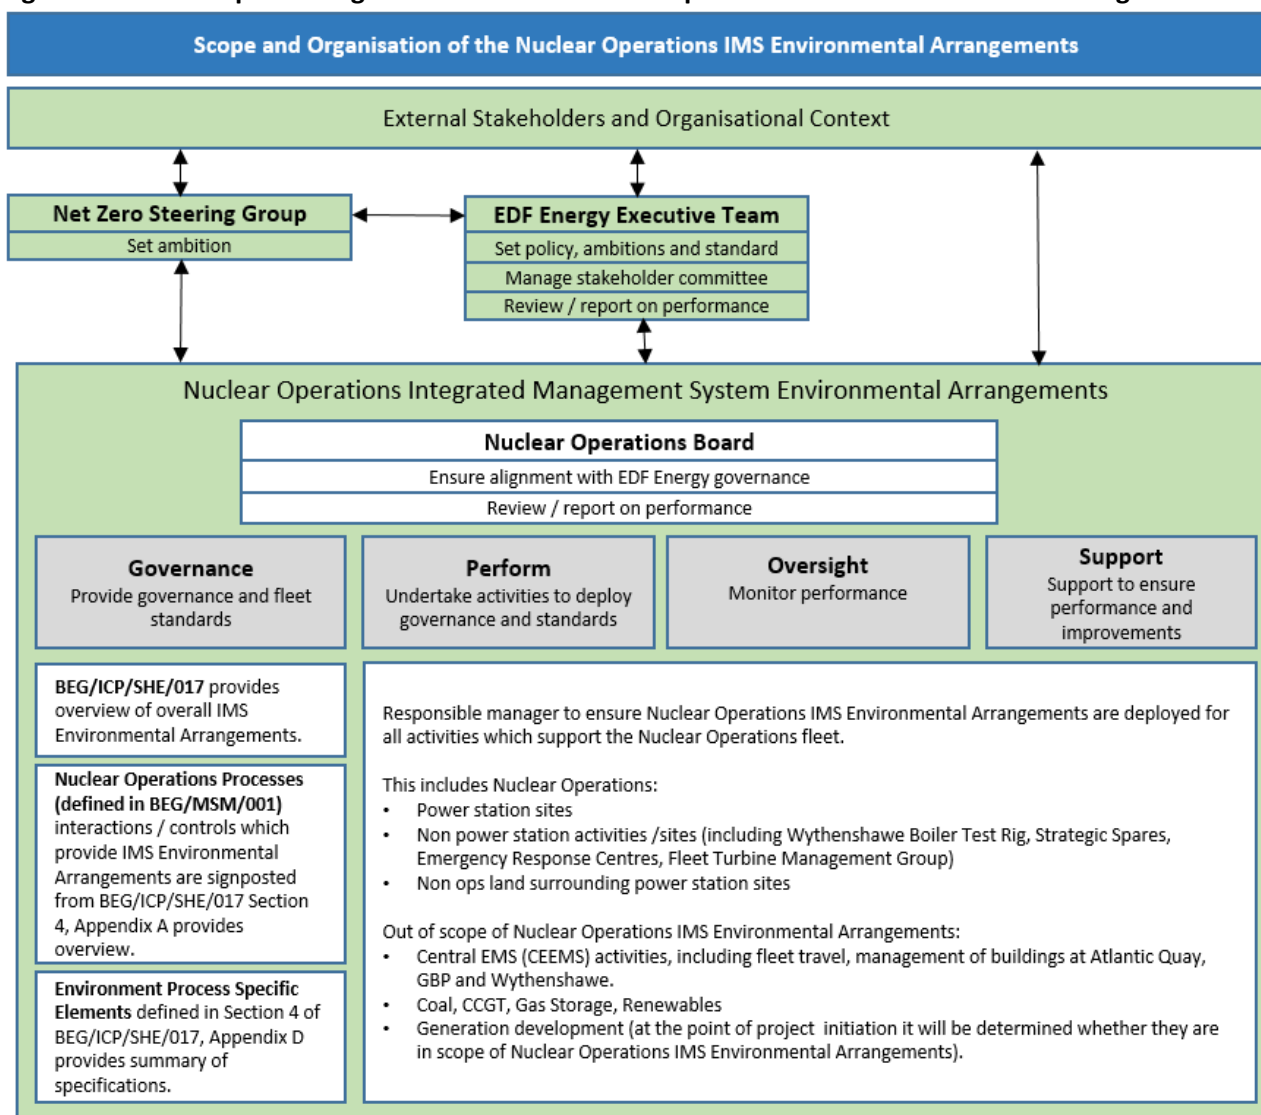 Scope and Organisation of the Nuclear Operations IMS Environmental Arrangements
External Stakeholders and Organisational Context
Net Zero Steering Group
Set ambition
EDF Energy Executive Team
Set policy, ambitions and standard
Manage stakeholder committee
Review / report on performance
Nuclear Operations Integrated Management System Environmental Arrangements
Nuclear Operations Board
Ensure alignment with EDF Energy governance
Review / report on performance
Governance
Provide governance and fleet
standards
Perform
Undertake activities to deploy
governance and standards
Oversight
Monitor performance
Support
Support to ensure
performance and
improvements
BEG/ICP/SHE/017 provides
overview of overall IMS
Environmental Arrangements.
Nuclear Operations Processes
(defined in BEG/MSM/001)
interactions / controls which
provide IMS Environmental
Arrangements are signposted
from BEG/ICP/SHE/017 Section
4, Appendix A provides
overview.
Environment Process Specific
Elements defined in Section 4 of
BEG/ICP/SHE/017, Appendix D
provides summary of
specifications.
Responsible manager to ensure Nuclear Operations IMS Environmental Arrangements are deployed for
all activities which support the Nuclear Operations fleet.
This includes Nuclear Operations:
• Power station sites
• Non power station activities /sites (including Wythenshawe Boiler Test Rig, Strategic Spares,
Emergency Response Centres, Fleet Turbine Management Group)
• Non ops land surrounding power station sites
Out of scope of Nuclear Operations IMS Environmental Arrangements:
• Central EMS (CEEMS) activities, including fleet travel, management of buildings at Atlantic Quay,
GBP and Wythenshawe.
• Coal, CCGT, Gas Storage, Renewables
• Generation development (at the point of project initiation it will be determined whether they are
in scope of Nuclear Operations IMS Environmental Arrangements).